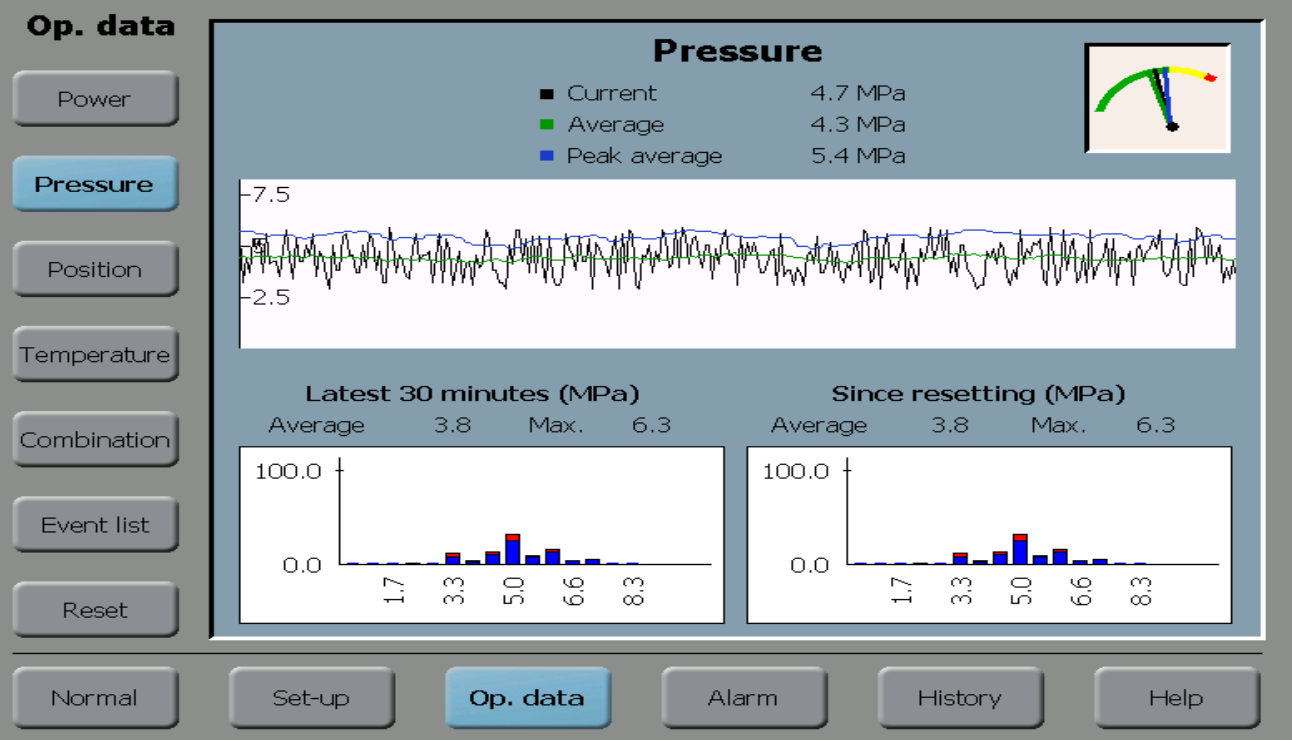 Op. data
Power
Pressure
Position
Temperature
Combination
Event list
Reset
Pressure
Current 4.7 MPa
Average 4.3 MPa
Peak average 5.4 MPa
7.5
5
2.5
Latest 30 minutes (MPa)
Average 3.8 Max. 6.3
100.0
0.0
1.7 3.3 5.0 6.6 8.3
Since resetting (MPa)
Average 3.8 Max. 6.3
100.0
0.0
1.7 3.3 5.0 6.6 8.3
Normal Set-up Op. data Alarm History Help